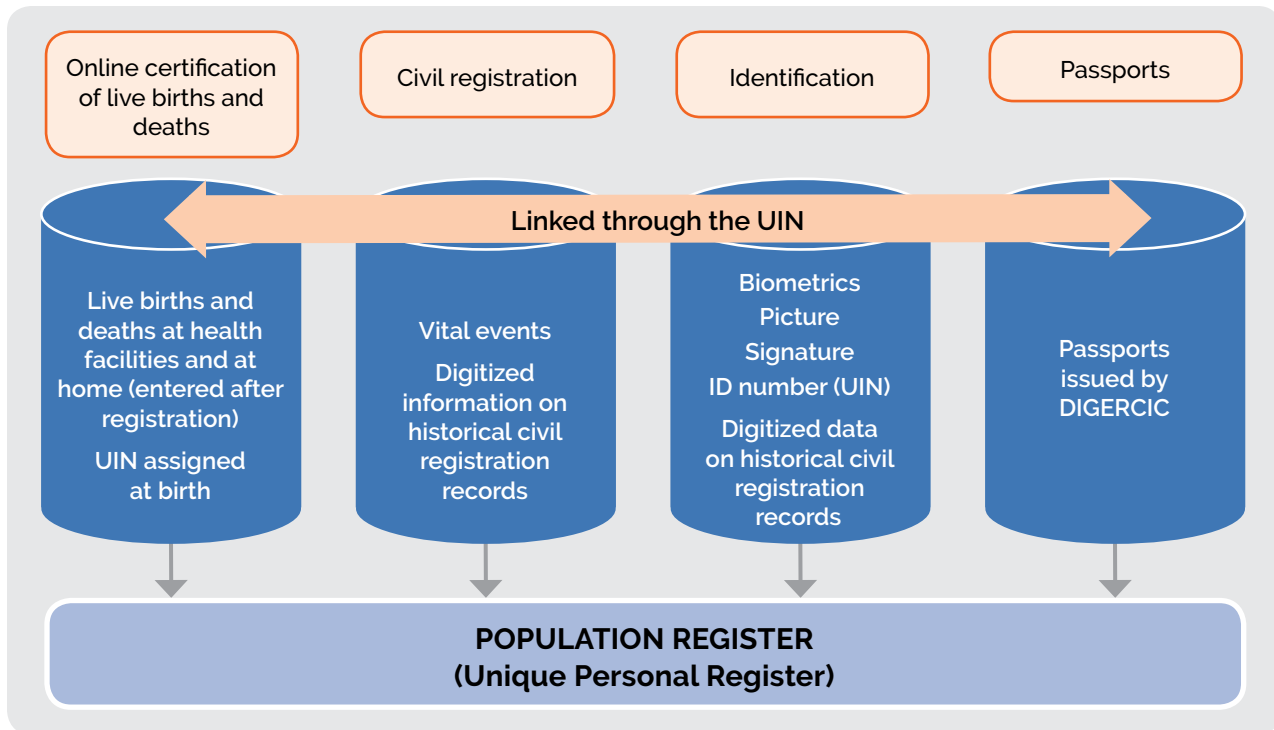 Online certification
of live births and
deaths
Civil registration
Identification
Passports
Linked through the UIN
Live births and
deaths at health
facilities and at
home (entered after
registration)
UIN assigned
at birth
Vital events
Digitized
information on
historical civil
registration
records
Biometrics
Picture
Signature
ID number (UIN)
Digitized data
on historical civil
registration
records
Passports
issued by
DIGERCIC
POPULATION REGISTER
(Unique Personal Register)